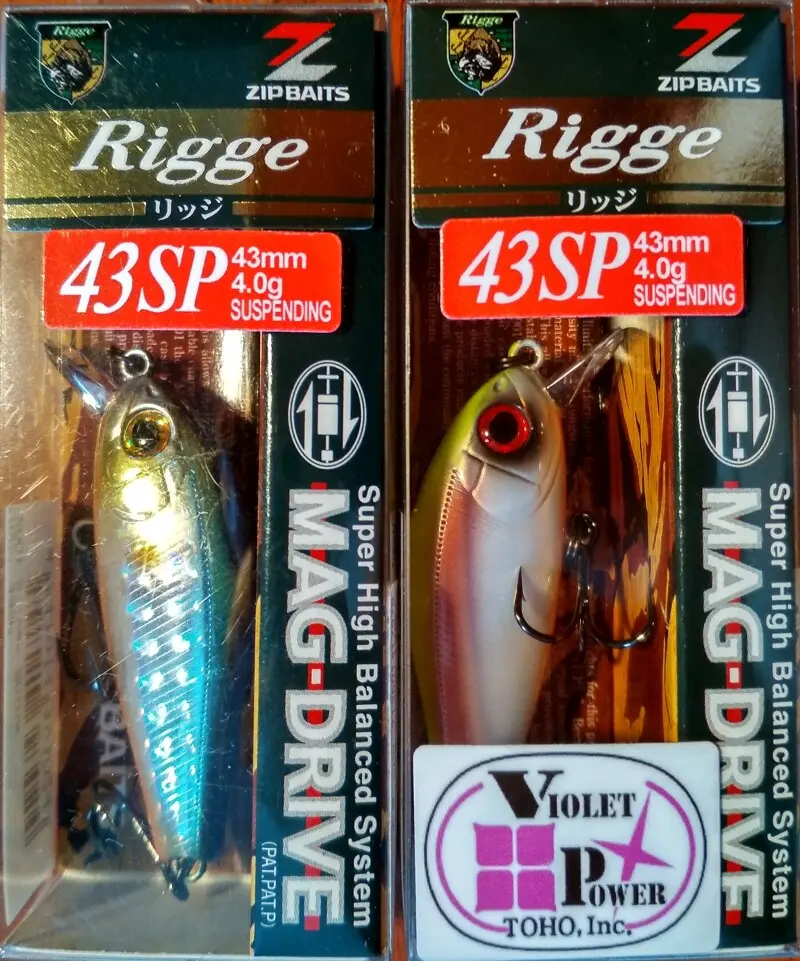 Rigge
ZIPBAITS
Rigge
リッジ
43SP
43mm
4.0g
SUSPENDING
Super High Balanced System
MAG-DRIVE
(PAT.PAT.P)
Rigge
ZIPBAITS
Rigge
リッジ
43SP
43mm
4.0g
SUSPENDING
Super High Balanced System
MAG-DRIVE
VIOLET
POWER
TOHO, Inc.